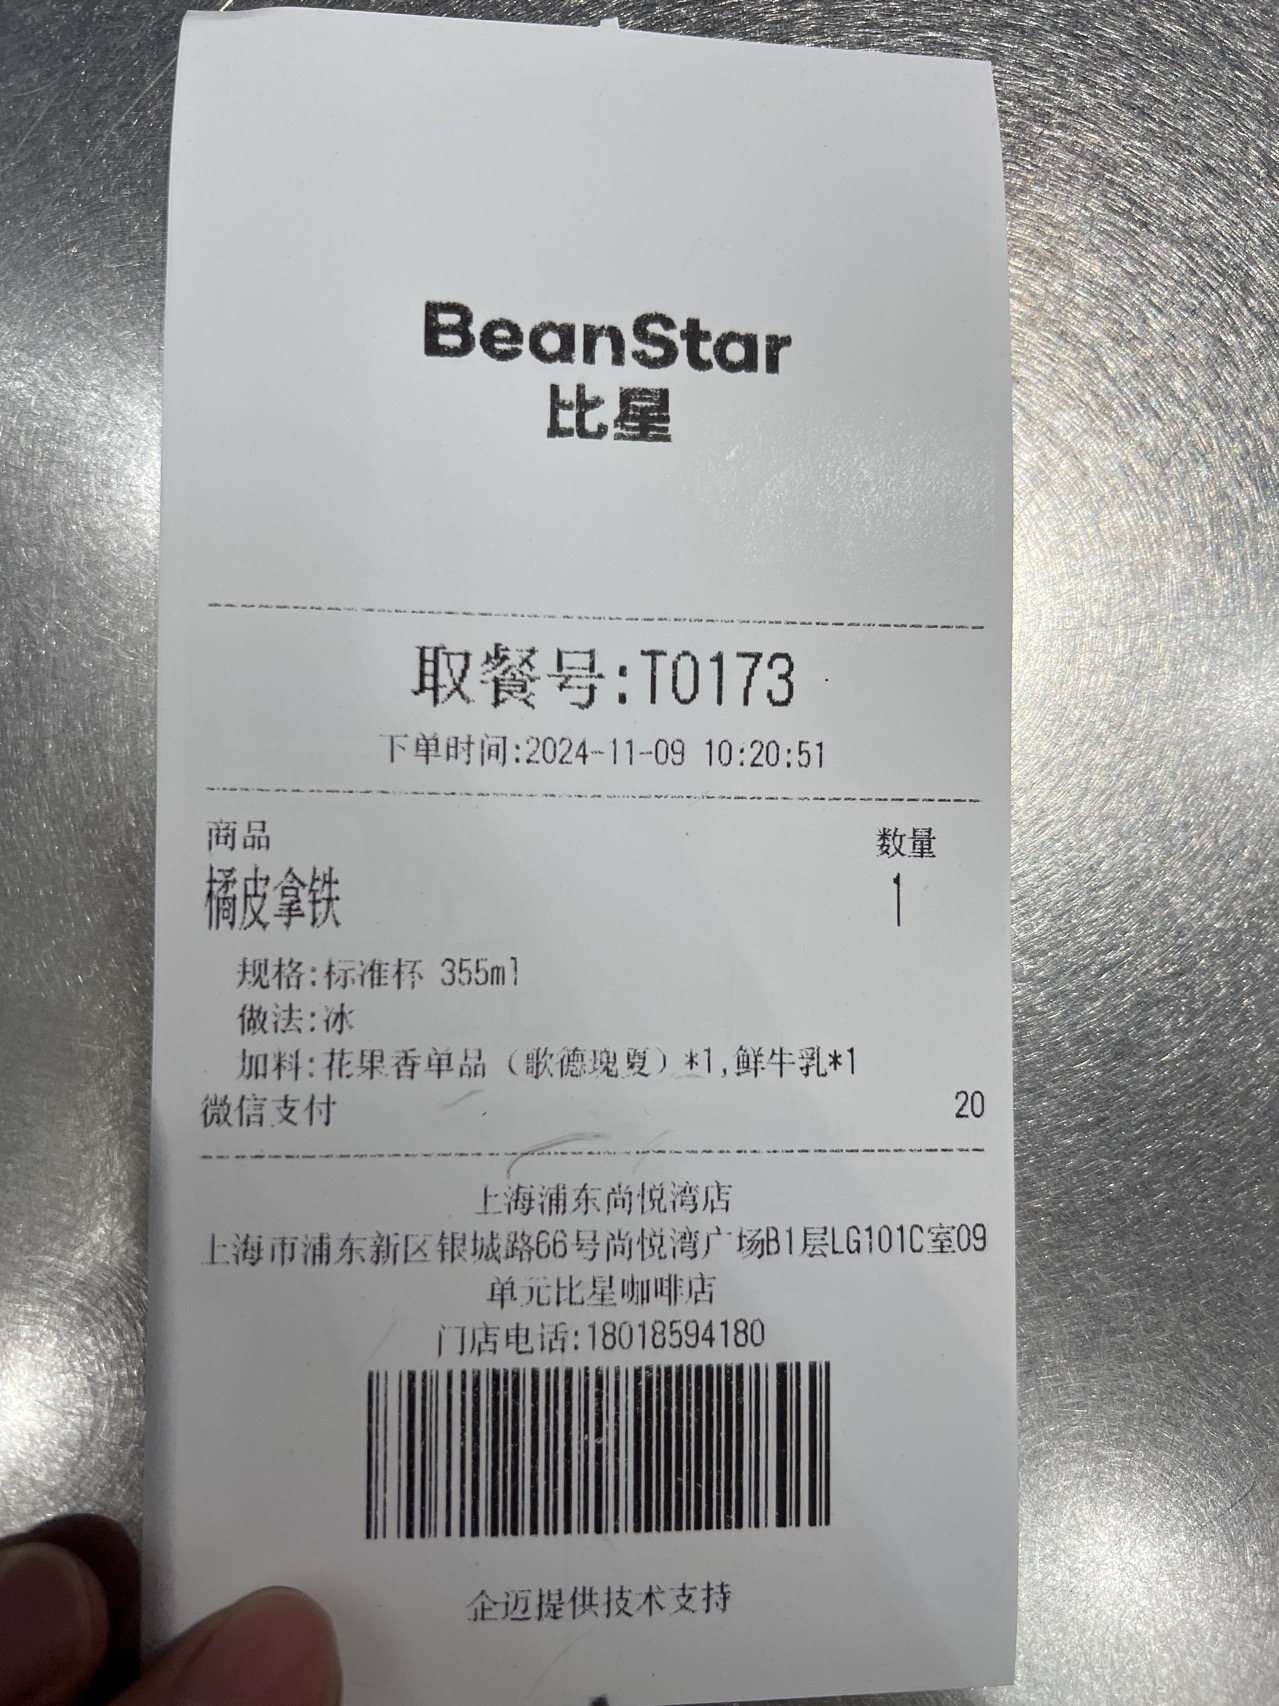 BeanStar
比星
取餐号:T0173
下单时间:2024-11-09 10:20:51
商品 数量
橘皮拿铁 1
规格:标准杯 355ml
做法:冰
加料:花果香单品（歌德瑰夏）*1,鲜牛乳*1
微信支付 20
上海浦东尚悦湾店
上海市浦东新区银城路66号尚悦湾广场B1层LG101C室09
单元比星咖啡店
门店电话:18018594180
企迈提供技术支持